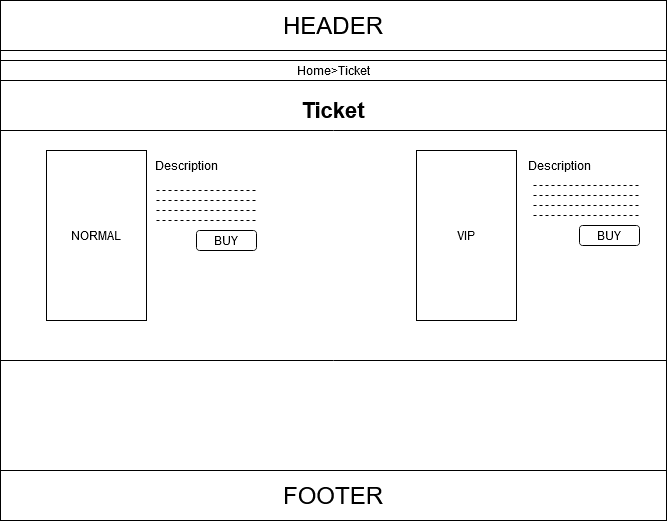 HEADER
Home>Ticket
Ticket
NORMAL
Description
BUY
VIP
Description
BUY
FOOTER